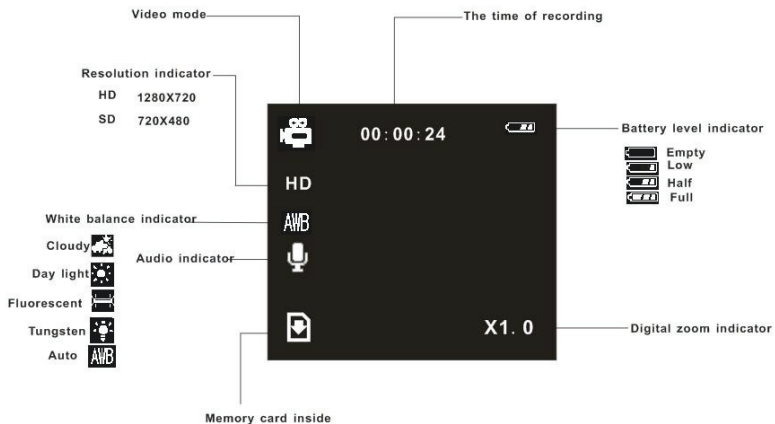 Video mode
The time of recording
Resolution indicator
HD 1280X720
SD 720X480
00:00:24
Battery level indicator
Empty
Low
Half
Full
HD
White balance indicator
AWB
Cloudy
Audio indicator
Day light
Fluorescent
Tungsten
Auto AWB
X1.0
Digital zoom indicator
Memory card inside